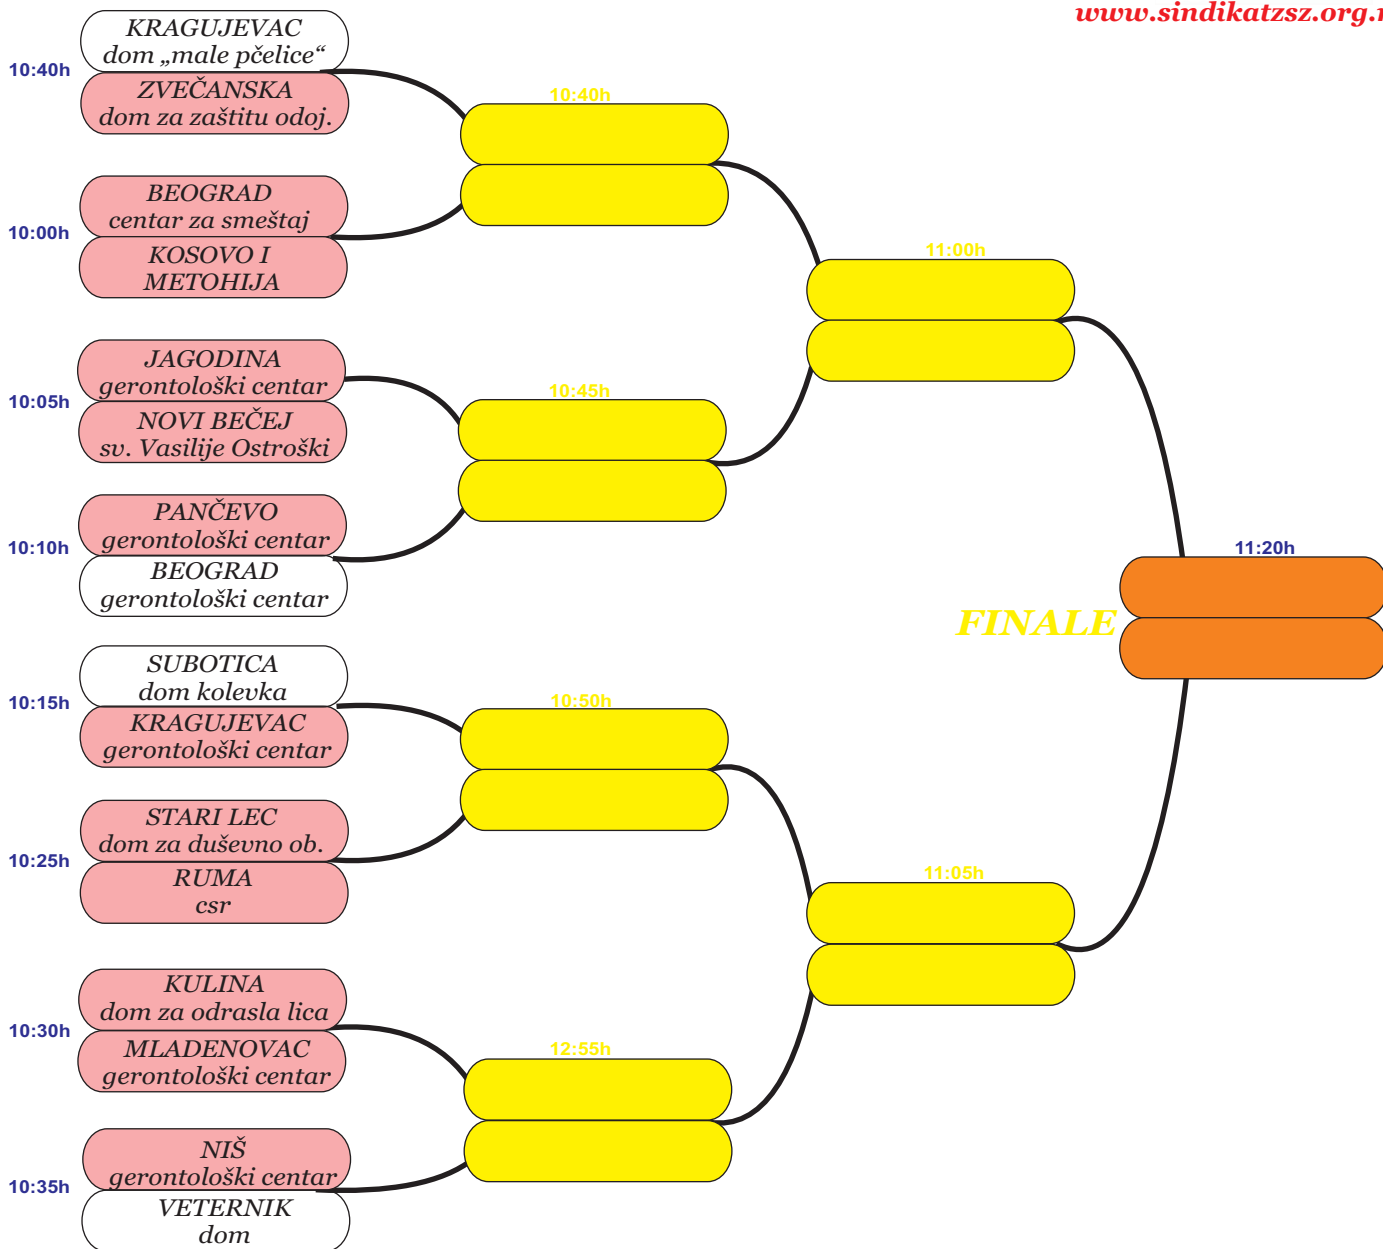 www.sindikatzsz.org.r
KRAGUJEVAC
dom „male pčelice“
10:40h
ZVEČANSKA
dom za zaštitu odoj.
10:40h
BEOGRAD
centar za smeštaj
10:00h
KOSOVO I
METOHIJA
11:00h
JAGODINA
gerontološki centar
10:05h
NOVI BEČEJ
sv. Vasilije Ostroški
10:45h
PANČEVO
gerontološki centar
10:10h
BEOGRAD
gerontološki centar
11:20h
FINALE
SUBOTICA
dom kolevka
10:15h
KRAGUJEVAC
gerontološki centar
10:50h
STARI LEC
dom za duševno ob.
10:25h
RUMA
csr
11:05h
KULINA
dom za odrasla lica
10:30h
MLADENOVAC
gerontološki centar
12:55h
NIŠ
gerontološki centar
10:35h
VETERNIK
dom